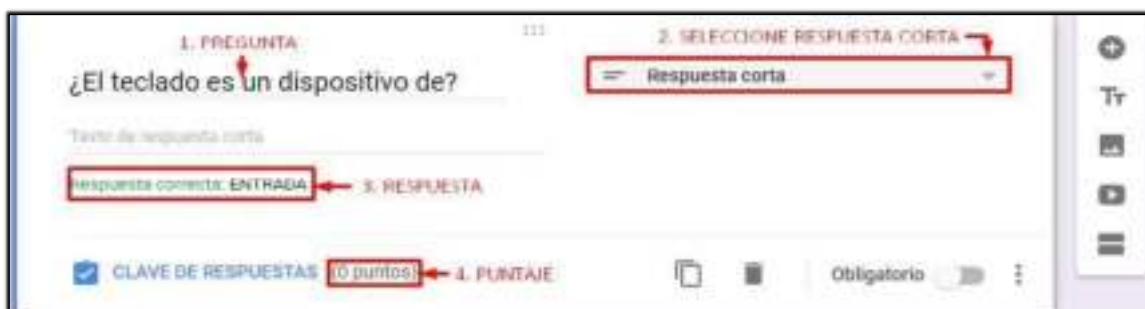 1. PREGUNTA
2. SELECCIONE RESPUESTA CORTA
¿El teclado es un dispositivo de?
Respuesta corta
Tт
Texto de respuesta corta
Respuesta correcta: ENTRADA
3. RESPUESTA
CLAVE DE RESPUESTAS (0 puntos)
4. PUNTAJE
Obligatorio